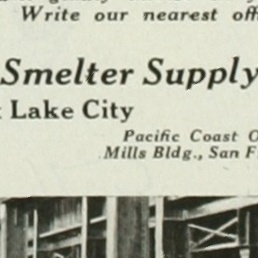 Write our nearest off
Smelter Supply
Lake City
Pacific Coast O
Mills Bldg., San F